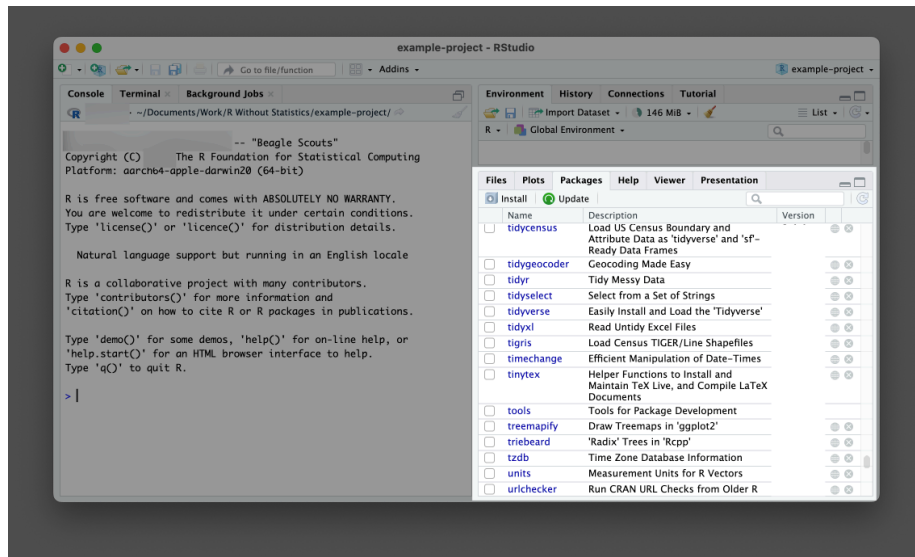 example-project - RStudio
Go to file/function
Addins
example-project
Console Terminal Background Jobs
~/Documents/Work/R Without Statistics/example-project/
-- "Beagle Scouts"
Copyright (C) The R Foundation for Statistical Computing
Platform: aarch64-apple-darwin20 (64-bit)
R is free software and comes with ABSOLUTELY NO WARRANTY.
You are welcome to redistribute it under certain conditions.
Type 'license()' or 'licence()' for distribution details.
Natural language support but running in an English locale
R is a collaborative project with many contributors.
Type 'contributors()' for more information and
'citation()' on how to cite R or R packages in publications.
Type 'demo()' for some demos, 'help()' for on-line help, or
'help.start()' for an HTML browser interface to help.
Type 'q()' to quit R.
>
Environment History Connections Tutorial
Import Dataset 146 MiB List
R Global Environment
Files Plots Packages Help Viewer Presentation
Install Update
Name Description Version
tidycensus Load US Census Boundary and
Attribute Data as 'tidyverse' and 'sf'-
Ready Data Frames
tidygeocoder Geocoding Made Easy
tidyr Tidy Messy Data
tidyselect Select from a Set of Strings
tidyverse Easily Install and Load the 'Tidyverse'
tidyxl Read Untidy Excel Files
tigris Load Census TIGER/Line Shapefiles
timechange Efficient Manipulation of Date-Times
tinytex Helper Functions to Install and
Maintain TeX Live, and Compile LaTeX
Documents
tools Tools for Package Development
treemapify Draw Treemaps in 'ggplot2'
triebeard 'Radix' Trees in 'Rcpp'
tzdb Time Zone Database Information
units Measurement Units for R Vectors
urlchecker Run CRAN URL Checks from Older R